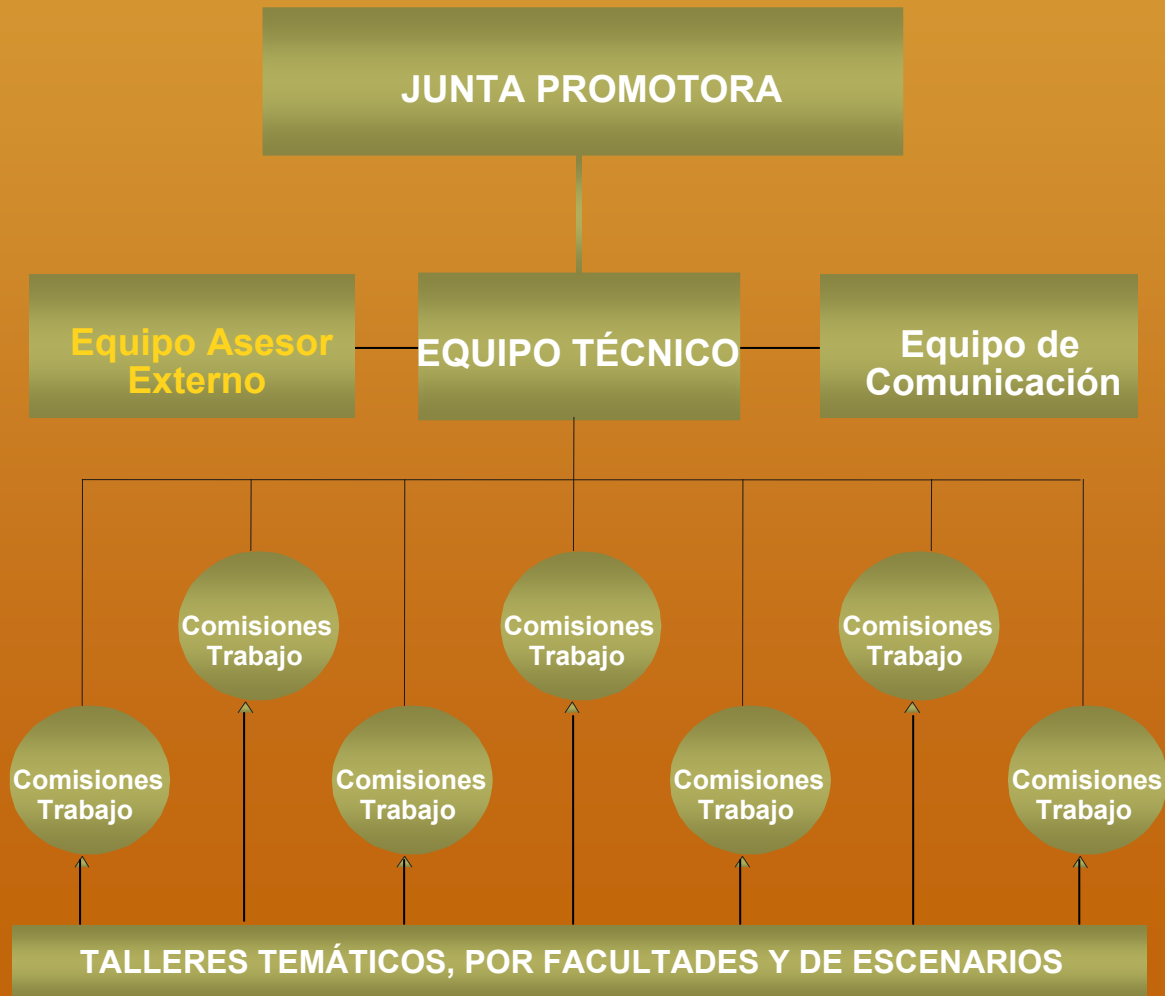 JUNTA PROMOTORA
Equipo Asesor
Externo
EQUIPO TÉCNICO
Equipo de
Comunicación
Comisiones
Trabajo
Comisiones
Trabajo
Comisiones
Trabajo
Comisiones
Trabajo
Comisiones
Trabajo
Comisiones
Trabajo
Comisiones
Trabajo
TALLERES TEMÁTICOS, POR FACULTADES Y DE ESCENARIOS